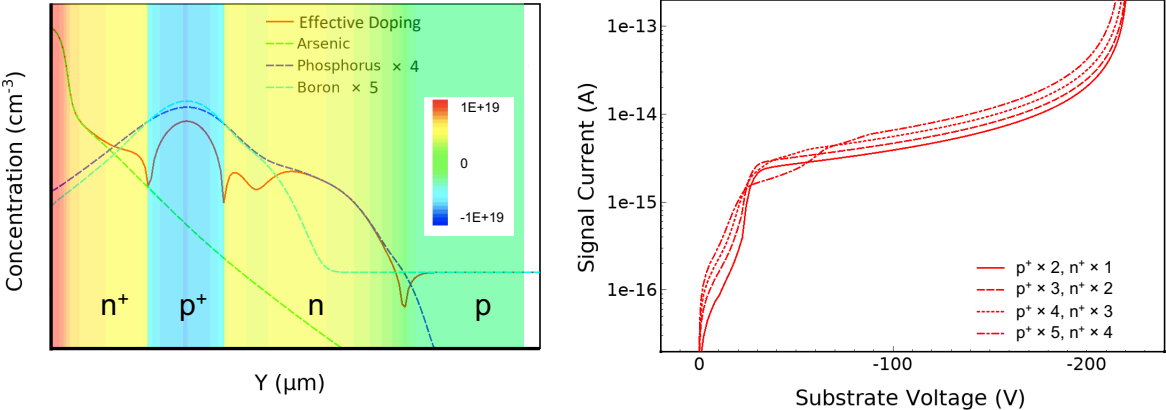 Concentration (cm⁻³)
Effective Doping
Arsenic
Phosphorus × 4
Boron × 5
1E+19
0
-1E+19
n⁺
p⁺
n
p
Y (μm)
Signal Current (A)
1e-13
1e-14
1e-15
1e-16
p⁺ × 2, n⁺ × 1
p⁺ × 3, n⁺ × 2
p⁺ × 4, n⁺ × 3
p⁺ × 5, n⁺ × 4
0
-100
-200
Substrate Voltage (V)